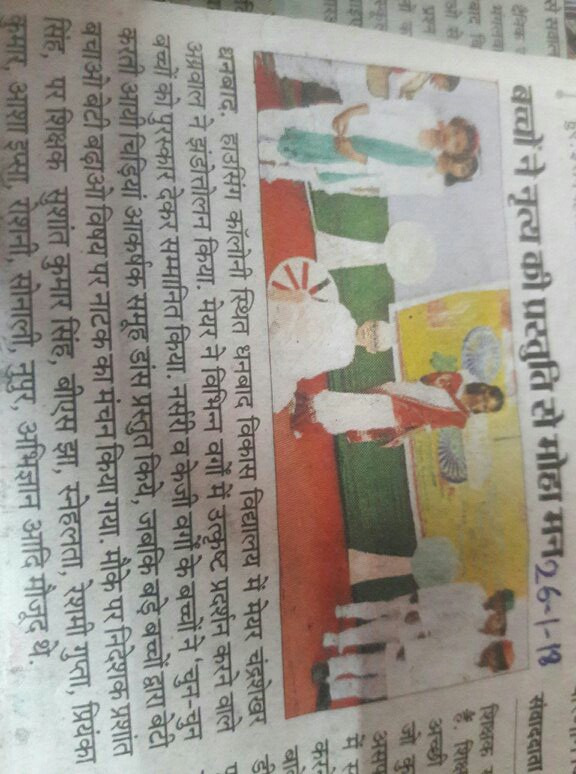 बच्चों ने नृत्य की प्रस्तुति से मोहा मन
26-1-18
धनबाद. हाउसिंग कॉलोनी स्थित धनबाद विकास विद्यालय में मेयर चंद्रशेखर
अग्रवाल ने झंडोत्तोलन किया. मेयर ने विभिन्न वर्गों में उत्कृष्ट प्रदर्शन करने वाले
बच्चों को पुरस्कार देकर सम्मानित किया. नर्सरी व केजी वर्गों के बच्चों ने 'चुन-चुन
करती आयी चिड़ियां आकर्षक समूह डांस प्रस्तुत किये, जबकि बड़े बच्चों द्वारा बेटी
बचाओ बेटी बढ़ाओ विषय पर नाटक का मंचन किया गया. मौके पर निदेशक प्रशांत
सिंह, पर शिक्षक सुशांत कुमार सिंह, बीएस झा, स्नेहलता, रेश्मी गुप्ता, प्रियंका
कुमार, आशा इप्सा, रोशनी, सोनाली, नूपुर, अभिज्ञान आदि मौजूद थे.
संवाददाता
शिक्षक